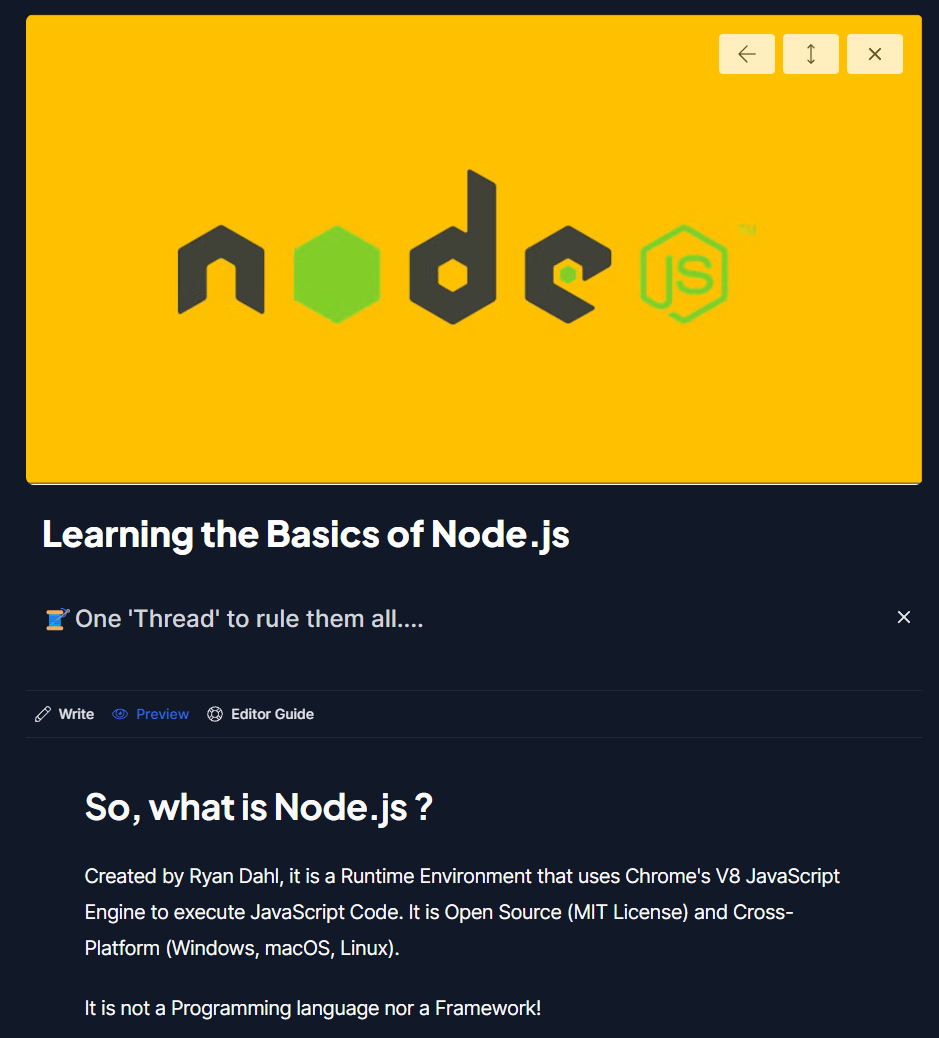 node JS TM
Learning the Basics of Node.js
🧵One 'Thread' to rule them all....
Write Preview Editor Guide
So, what is Node.js ?
Created by Ryan Dahl, it is a Runtime Environment that uses Chrome's V8 JavaScript
Engine to execute JavaScript Code. It is Open Source (MIT License) and Cross-
Platform (Windows, macOS, Linux).
It is not a Programming language nor a Framework!